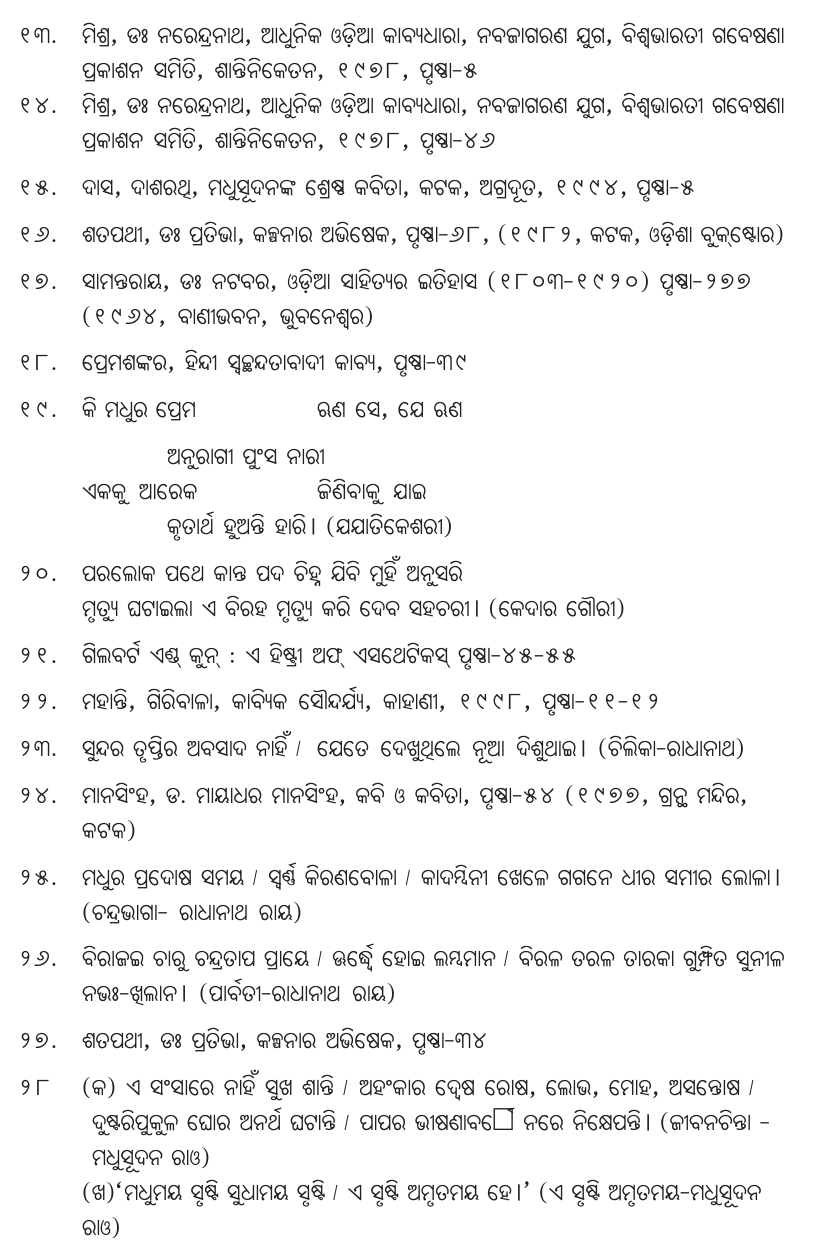 ୧୩. ମିଶ୍ର, ଡଃ ନରେନ୍ଦ୍ରନାଥ, ଆଧୁନିକ ଓଡ଼ିଆ କାବ୍ୟଧାରା, ନବଜାଗରଣ ଯୁଗ, ବିଶ୍ୱଭାରତୀ ଗବେଷଣା
ପ୍ରକାଶନ ସମିତି, ଶାନ୍ତିନିକେତନ, ୧୯୭୮, ପୃଷ୍ଠା-୫
୧୪. ମିଶ୍ର, ଡଃ ନରେନ୍ଦ୍ରନାଥ, ଆଧୁନିକ ଓଡ଼ିଆ କାବ୍ୟଧାରା, ନବଜାଗରଣ ଯୁଗ, ବିଶ୍ୱଭାରତୀ ଗବେଷଣା
ପ୍ରକାଶନ ସମିତି, ଶାନ୍ତିନିକେତନ, ୧୯୭୮, ପୃଷ୍ଠା-୪୬
୧୫. ଦାସ, ଦାଶରଥି, ମଧୁସୂଦନଙ୍କ ଶ୍ରେଷ୍ଠ କବିତା, କଟକ, ଅଗ୍ରଦୂତ, ୧୯୯୪, ପୃଷ୍ଠା-୫
୧୬. ଶତପଥୀ, ଡଃ ପ୍ରତିଭା, କଳ୍ପନାର ଅଭିଷେକ, ପୃଷ୍ଠା-୬୮, (୧୯୮୨, କଟକ, ଓଡ଼ିଶା ବୁକ୍‌ଷ୍ଟୋର)
୧୭. ସାମନ୍ତରାୟ, ଡଃ ନଟବର, ଓଡ଼ିଆ ସାହିତ୍ୟର ଇତିହାସ (୧୮୦୩-୧୯୨୦) ପୃଷ୍ଠା-୨୭୭
(୧୯୬୪, ବାଣୀଭବନ, ଭୁବନେଶ୍ୱର)
୧୮. ପ୍ରେମଶଙ୍କର, ହିନ୍ଦୀ ସ୍ୱଚ୍ଛନ୍ଦତାବାଦୀ କାବ୍ୟ, ପୃଷ୍ଠା-୩୯
୧୯. କି ମଧୁର ପ୍ରେମ ଋଣ ସେ, ଯେ ଋଣ
ଅନୁରାଗୀ ପୁଂସ ନାରୀ
ଏକକୁ ଆରେକ ଜିଣିବାକୁ ଯାଇ
କୃତାର୍ଥ ହୁଅନ୍ତି ହାରି। (ଯଯାତିକେଶରୀ)
୨୦. ପରଲୋକ ପଥେ କାନ୍ତ ପଦ ଚିହ୍ନ ଯିବି ମୁହିଁ ଅନୁସରି
ମୃତ୍ୟୁ ଘଟାଇଲା ଏ ବିରହ ମୃତ୍ୟୁ କରି ଦେବ ସହଚରୀ। (କେଦାର ଗୌରୀ)
୨୧. ଗିଲବର୍ଟ ଏଣ୍ଡ୍ କୁନ୍ : ଏ ହିଷ୍ଟ୍ରୀ ଅଫ୍ ଏସଥେଟିକସ୍ ପୃଷ୍ଠା-୪୫-୫୫
୨୨. ମହାନ୍ତି, ଗିରିବାଳା, କାବ୍ୟିକ ସୌନ୍ଦର୍ଯ୍ୟ, କାହାଣୀ, ୧୯୯୮, ପୃଷ୍ଠା-୧୧-୧୨
୨୩. ସୁନ୍ଦର ତୃପ୍ତିର ଅବସାଦ ନାହିଁ / ଯେତେ ଦେଖୁଥିଲେ ନୂଆ ଦିଶୁଥାଇ। (ଚିଲିକା-ରାଧାନାଥ)
୨୪. ମାନସିଂହ, ଡ. ମାୟାଧର ମାନସିଂହ, କବି ଓ କବିତା, ପୃଷ୍ଠା-୫୪ (୧୯୭୭, ଗ୍ରନ୍ଥ ମନ୍ଦିର,
କଟକ)
୨୫. ମଧୁର ପ୍ରଦୋଷ ସମୟ / ସ୍ୱର୍ଣ୍ଣ କିରଣବୋଳା / କାଦମ୍ବିନୀ ଖେଳେ ଗଗନେ ଧୀର ସମୀର ଲୋଳା।
(ଚନ୍ଦ୍ରଭାଗା- ରାଧାନାଥ ରାୟ)
୨୬. ବିରାଜଇ ଚାରୁ ଚନ୍ଦ୍ରତାପ ପ୍ରାୟେ / ଊର୍ଦ୍ଧ୍ୱେ ହୋଇ ଲମ୍ବମାନ / ବିରଳ ତରଳ ତାରକା ଗୁମ୍ଫିତ ସୁନୀଳ
ନଭଃ-ଖିଲାନ। (ପାର୍ବତୀ-ରାଧାନାଥ ରାୟ)
୨୭. ଶତପଥୀ, ଡଃ ପ୍ରତିଭା, କଳ୍ପନାର ଅଭିଷେକ, ପୃଷ୍ଠା-୩୪
୨୮ (କ) ଏ ସଂସାରେ ନାହିଁ ସୁଖ ଶାନ୍ତି / ଅହଂକାର ଦ୍ୱେଷ ରୋଷ, ଲୋଭ, ମୋହ, ଅସନ୍ତୋଷ /
ଦୁଷ୍ଟରିପୁକୁଳ ଘୋର ଅନର୍ଥ ଘଟାନ୍ତି / ପାପର ନରେ ନିକ୍ଷେପନ୍ତି। (ଜୀବନଚିନ୍ତା -
ମଧୁସୂଦନ ରାଓ)
(ଖ)‘ମଧୁମୟ ସୃଷ୍ଟି ସୁଧାମୟ ସୃଷ୍ଟି / ଏ ସୃଷ୍ଟି ଅମୃତମୟ ହେ।’ (ଏ ସୃଷ୍ଟି ଅମୃତମୟ-ମଧୁସୂଦନ
ରାଓ)